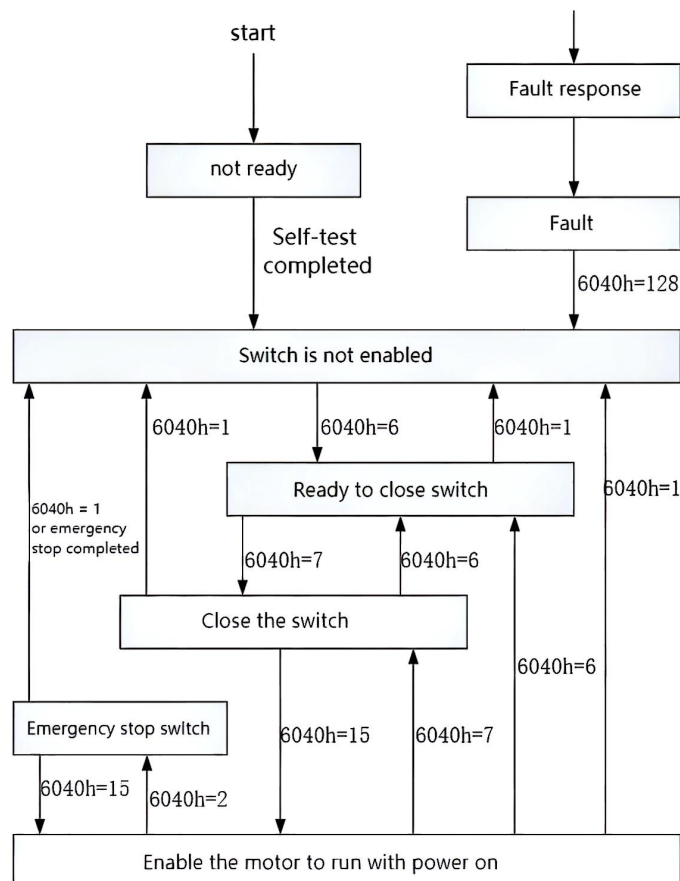 start
Fault response
not ready
Fault
Self-test
completed
6040h=128
Switch is not enabled
6040h=1
6040h=6
6040h=1
6040h=1
Ready to close switch
6040h = 1
or emergency
stop completed
6040h=7
6040h=6
Close the switch
6040h=6
Emergency stop switch
6040h=15
6040h=7
6040h=15
6040h=2
Enable the motor to run with power on